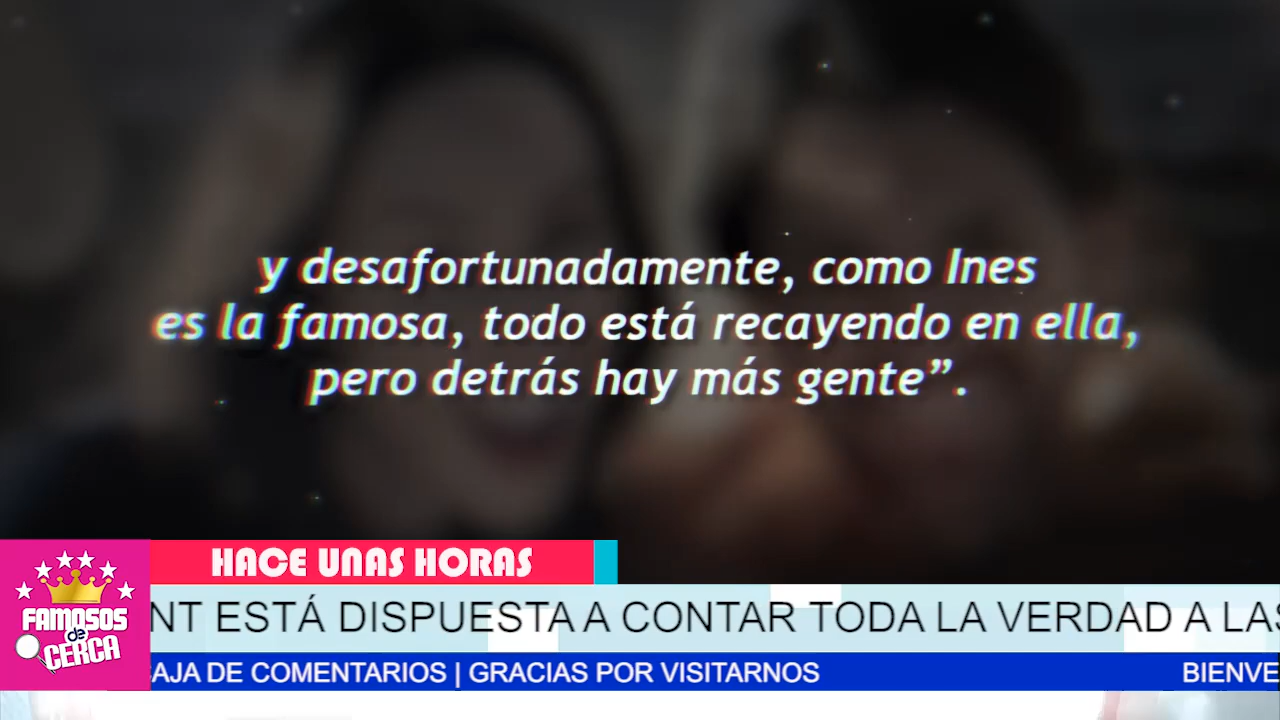 y desafortunadamente, como Ines
es la famosa, todo está recayendo en ella,
pero detrás hay más gente”.
HACE UNAS HORAS
FAMOSOS
de
CERCA
NT ESTÁ DISPUESTA A CONTAR TODA LA VERDAD A LAS
AJA DE COMENTARIOS | GRACIAS POR VISITARNOS BIENVE